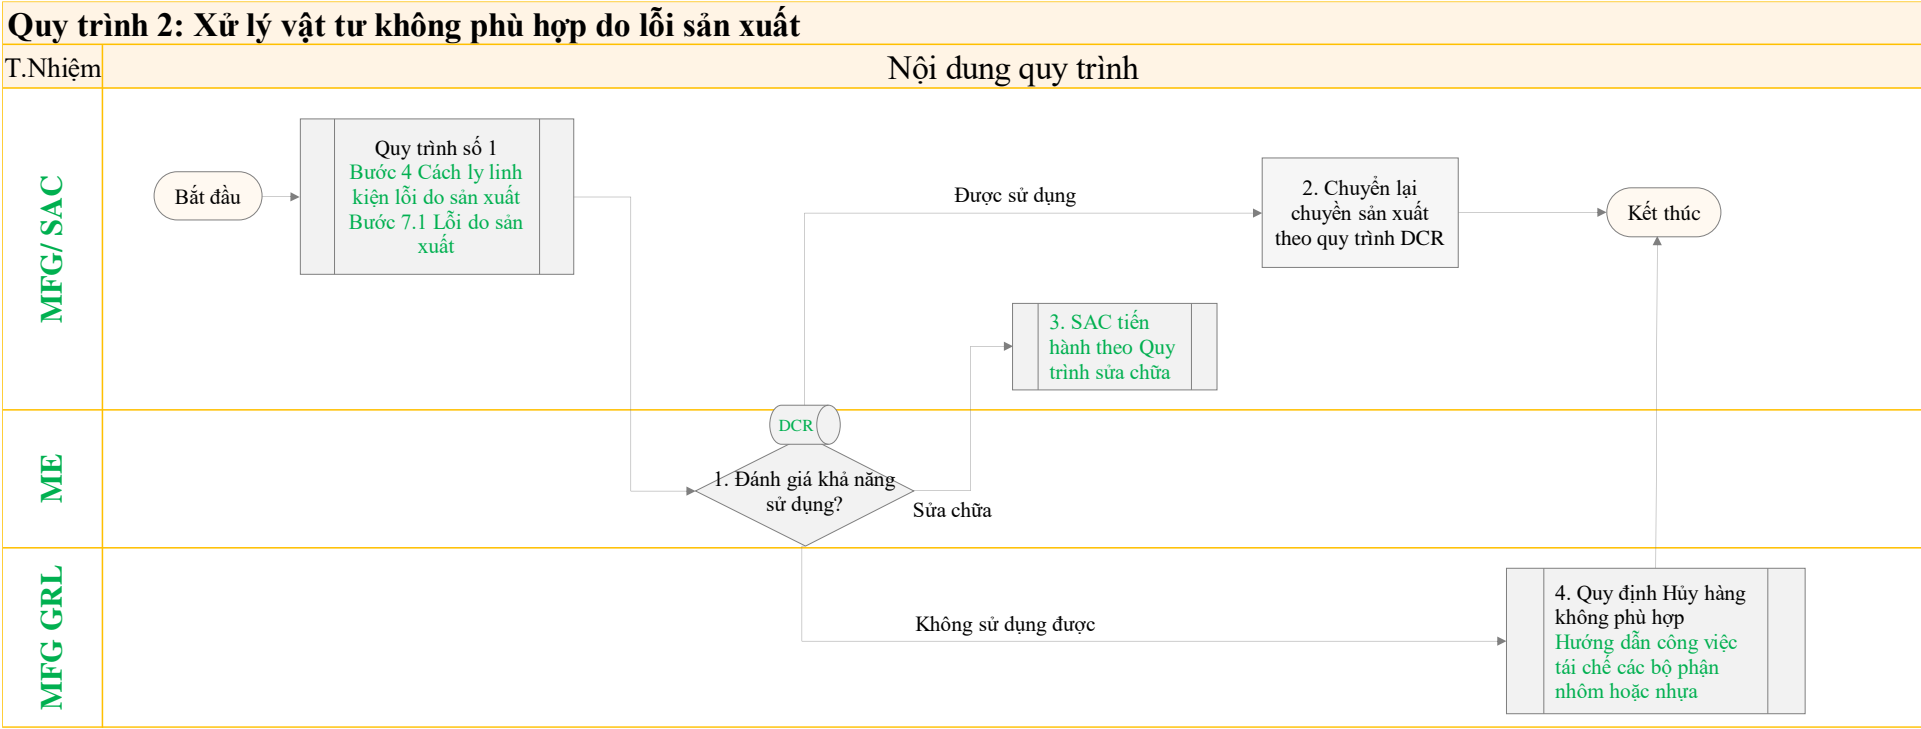 Quy trình 2: Xử lý vật tư không phù hợp do lỗi sản xuất
T.Nhiệm
Nội dung quy trình
MFG/ SAC
Bắt đầu
Quy trình số 1
Bước 4 Cách ly linh
kiện lỗi do sản xuất
Bước 7.1 Lỗi do sản
xuất
Được sử dụng
2. Chuyển lại
chuyền sản xuất
theo quy trình DCR
Kết thúc
3. SAC tiến
hành theo Quy
trình sửa chữa
ME
DCR
1. Đánh giá khả năng
sử dụng?
Sửa chữa
MFG GRL
Không sử dụng được
4. Quy định Hủy hàng
không phù hợp
Hướng dẫn công việc
tái chế các bộ phận
nhôm hoặc nhựa